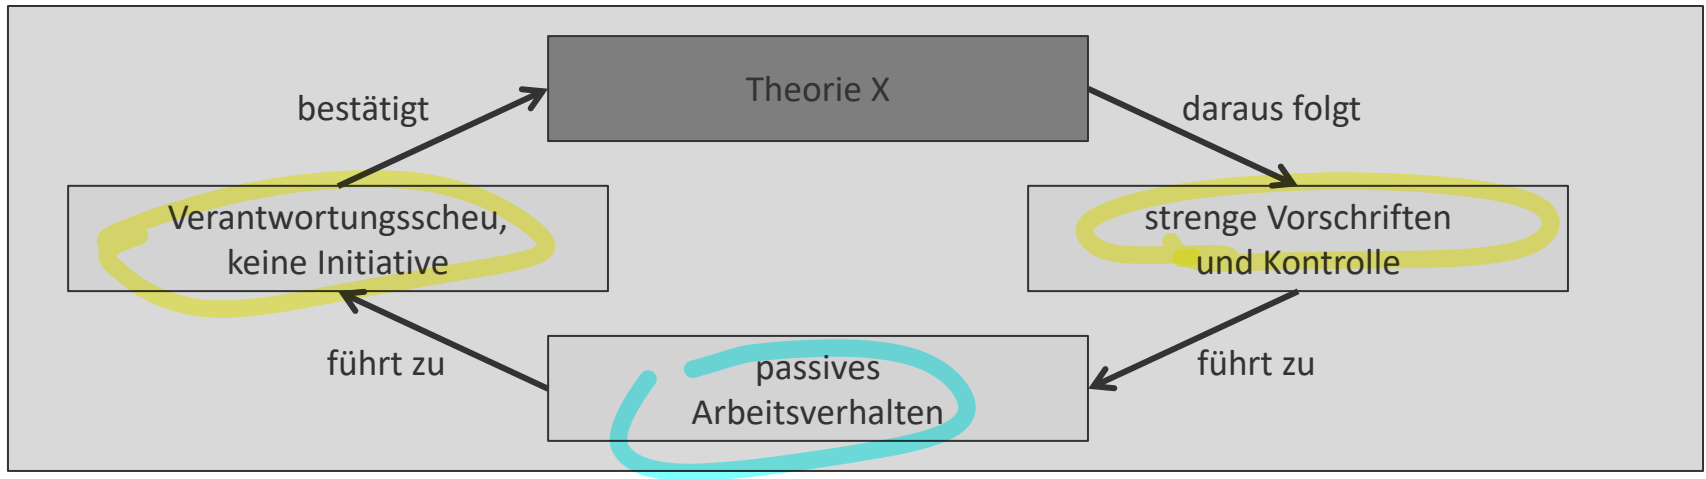 Theorie X
bestätigt
daraus folgt
Verantwortungsscheu,
keine Initiative
strenge Vorschriften
und Kontrolle
führt zu
passives
Arbeitsverhalten
führt zu